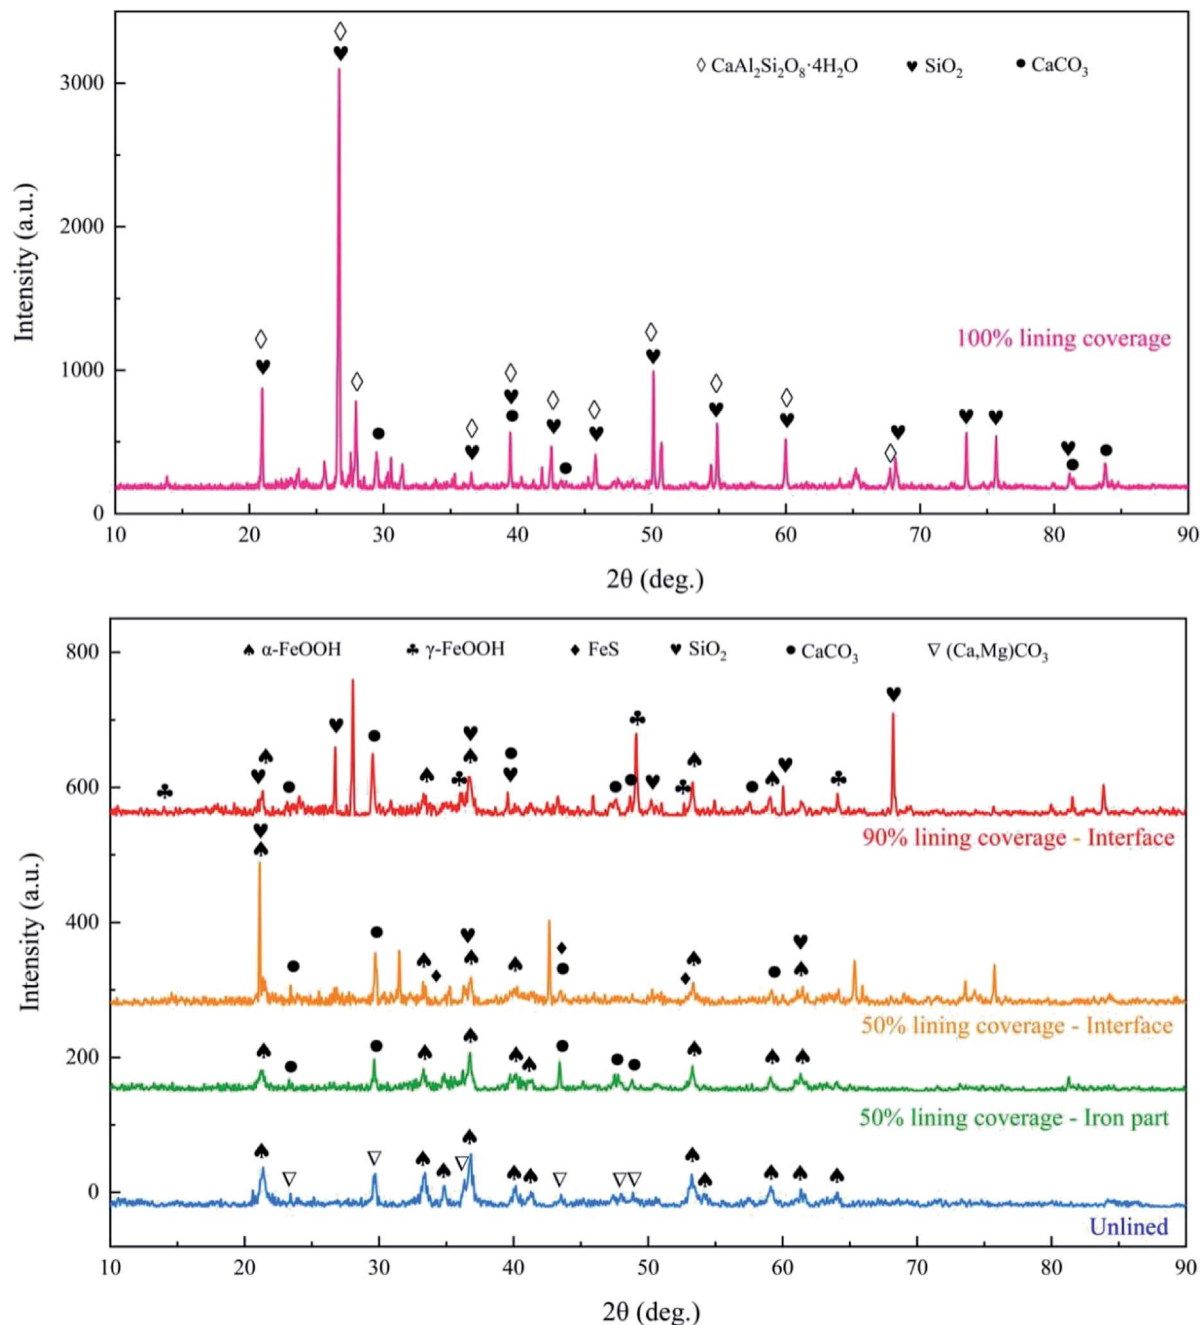 3000
2000
1000
0
Intensity (a.u.)
◊ CaAl₂Si₂O₈·4H₂O ♥ SiO₂ ● CaCO₃
100% lining coverage
10 20 30 40 50 60 70 80 90
2θ (deg.)
800
600
400
200
0
Intensity (a.u.)
♠ α-FeOOH ♣ γ-FeOOH ♦ FeS ♥ SiO₂ ● CaCO₃ ▽ (Ca,Mg)CO₃
90% lining coverage - Interface
50% lining coverage - Interface
50% lining coverage - Iron part
Unlined
10 20 30 40 50 60 70 80 90
2θ (deg.)